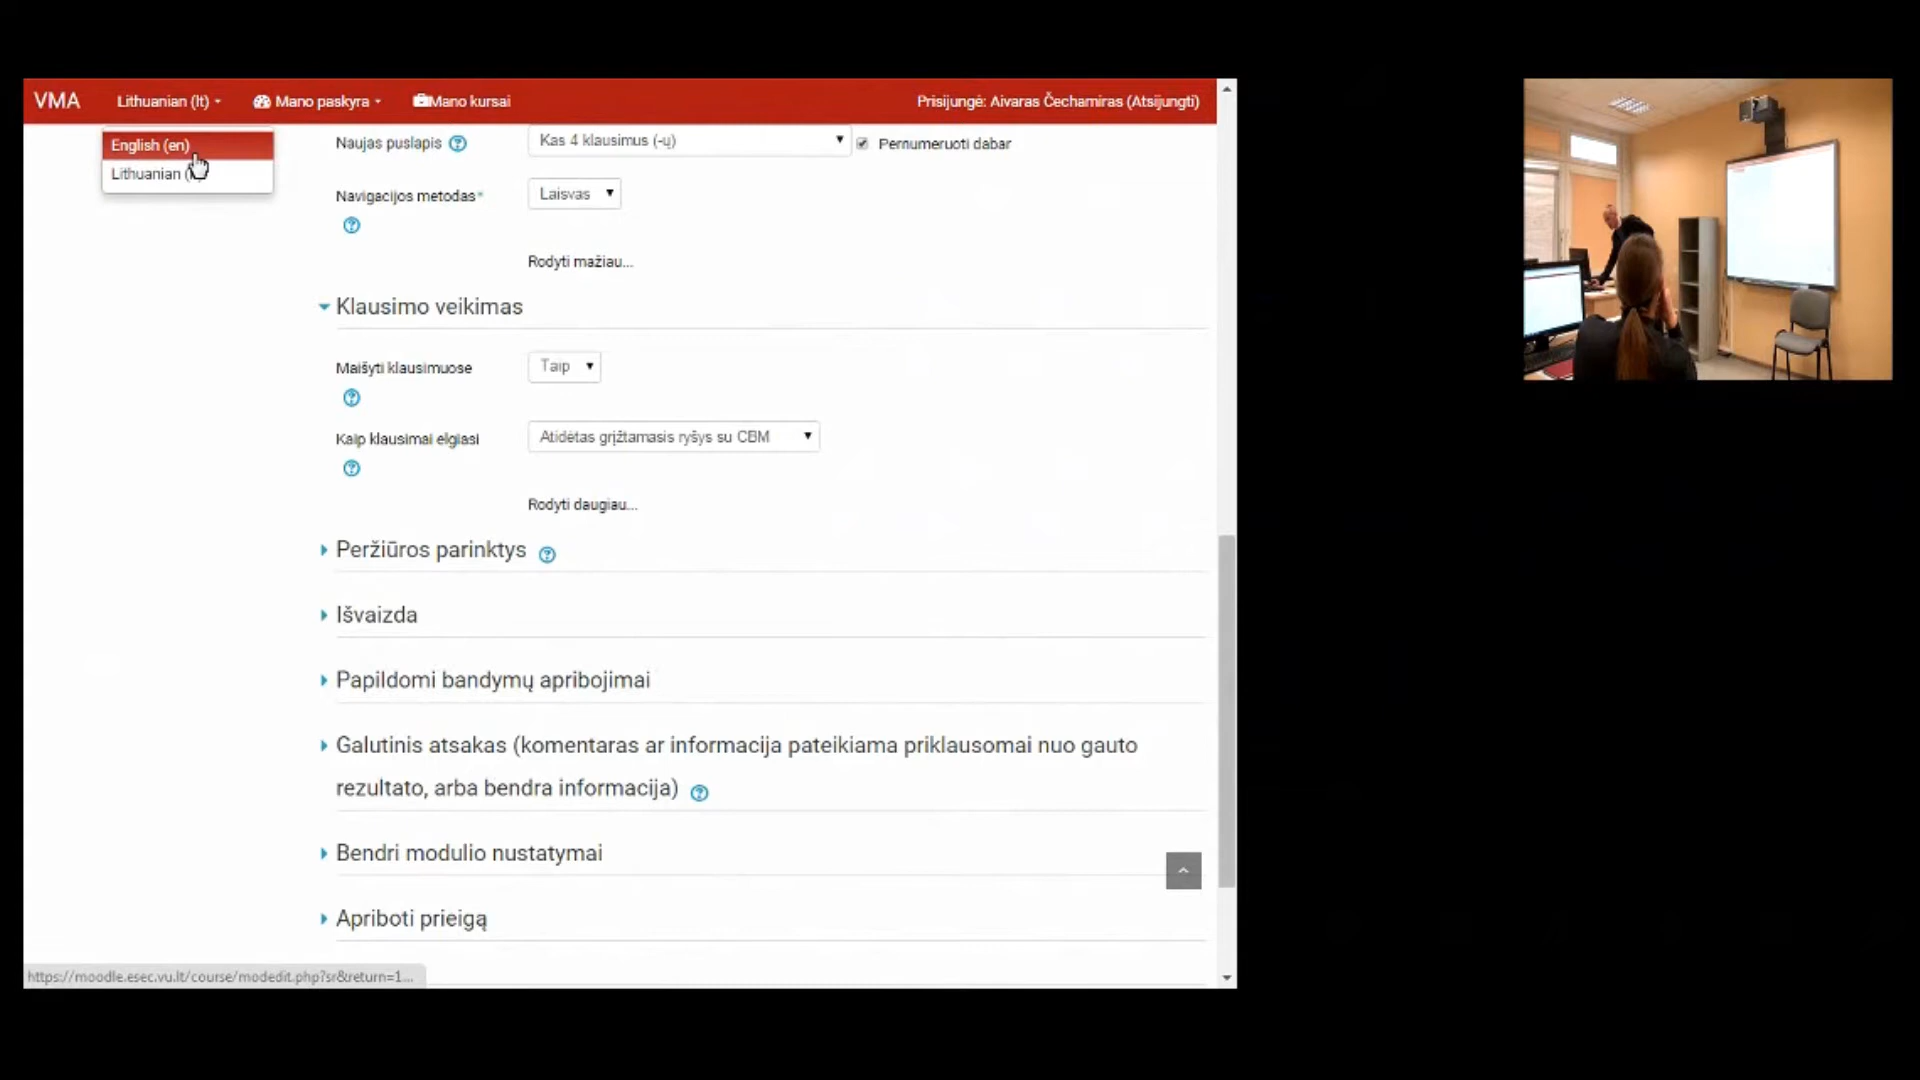 VMA Lithuanian (lt) Mano paskyra Mano kursai Prisijungė: Aivaras Čechamiras (Atsijungti)
English (en)
Lithuanian
Naujas puslapis Kas 4 klausimus (-ų) Pernumeruoti dabar
Navigacijos metodas* Laisvas
Rodyti mažiau...
Klausimo veikimas
Maišyti klausimuose Taip
Kaip klausimai elgiasi Atidėtas grįžtamasis ryšys su CBM
Rodyti daugiau...
Peržiūros parinktys
Išvaizda
Papildomi bandymų apribojimai
Galutinis atsakas (komentaras ar informacija pateikiama priklausomai nuo gauto
rezultato, arba bendra informacija)
Bendri modulio nustatymai
Apriboti prieigą
https://moodle.esec.vu.lt/course/modedit.php?sr&return=1...